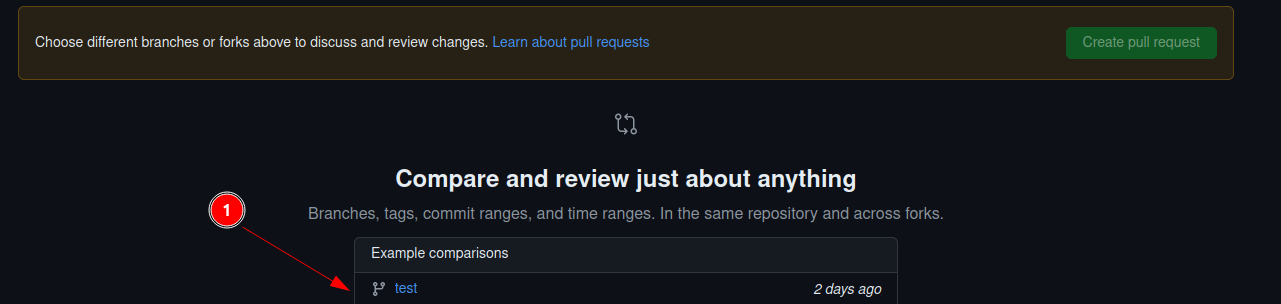 Choose different branches or forks above to discuss and review changes. Learn about pull requests
Create pull request
Compare and review just about anything
1
Branches, tags, commit ranges, and time ranges. In the same repository and across forks.
Example comparisons
test 2 days ago